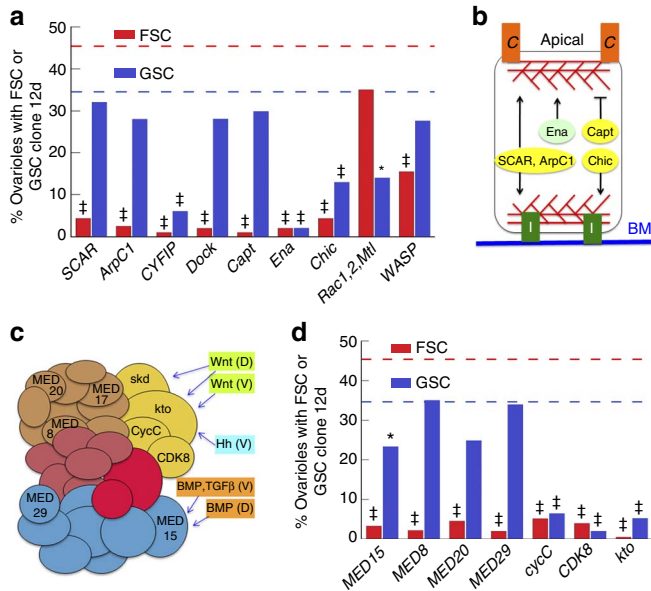 a
% Ovarioles with FSC or
GSC clone 12d
50
40
30
20
10
0
FSC
GSC
‡ ‡ ‡ ‡ ‡ ‡ ‡ ‡ ‡ ‡ * ‡
SCAR
ArpC1
CYFIP
Dock
Capt
Ena
Chic
Rac1,2,Mtl
WASP
b
C Apical C
Ena
Capt
SCAR, ArpC1
Chic
I I
BM
c
MED
20
MED
17
MED
8
skd
kto
CycC
CDK8
MED
29
MED
15
Wnt (D)
Wnt (V)
Hh (V)
BMP,TGFβ (V)
BMP (D)
d
% Ovarioles with FSC or
GSC clone 12d
50
40
30
20
10
0
FSC
GSC
‡ * ‡ ‡ ‡ ‡ ‡ ‡ ‡ ‡ ‡
MED15
MED8
MED20
MED29
cycC
CDK8
kto